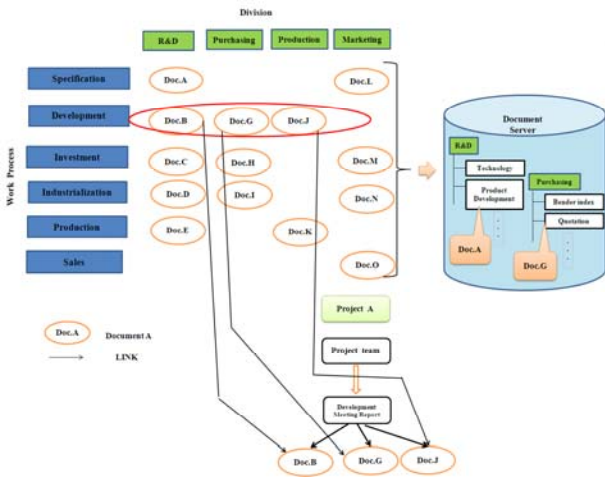 Division
R&D Purchasing Production Marketing
Work Process
Specification Doc.A Doc.L
Development Doc.B Doc.G Doc.J
Investment Doc.C Doc.H Doc.M
Industrialization Doc.D Doc.I Doc.N
Production Doc.E Doc.K
Sales Doc.O
Document
Server
R&D
Technology
Product
Development
Doc.A
Purchasing
Bender index
Quotation
Doc.G
Project A
Doc.A Document A
LINK
Project team
Development
Meeting Report
Doc.B Doc.G Doc.J